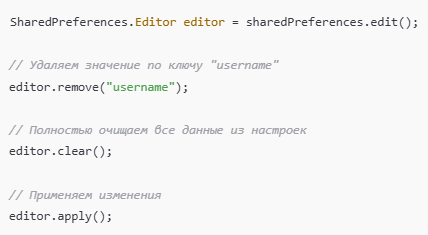 SharedPreferences.Editor editor = sharedPreferences.edit();
// Удаляем значение по ключу "username"
editor.remove("username");
// Полностью очищаем все данные из настроек
editor.clear();
// Применяем изменения
editor.apply();